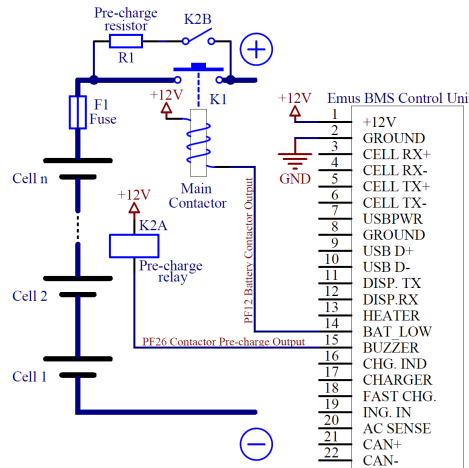 Pre-charge
resistor
K2B
R1
+12V
K1
F1
Fuse
Main
Contactor
Cell n
+12V
K2A
Pre-charge
relay
Cell 2
Cell 1
PF12 Battery Contactor Output
PF26 Contactor Pre-charge Output
Emus BMS Control Uni
+12V
GND
1 +12V
2 GROUND
3 CELL RX+
4 CELL RX-
5 CELL TX+
6 CELL TX-
7 USBPWR
8 GROUND
9 USB D+
10 USB D-
11 DISP. TX
12 DISP.RX
13 HEATER
14 BAT_LOW
15 BUZZER
16 CHG. IND
17 CHARGER
18 FAST CHG.
19 ING. IN
20 AC SENSE
21 CAN+
22 CAN-